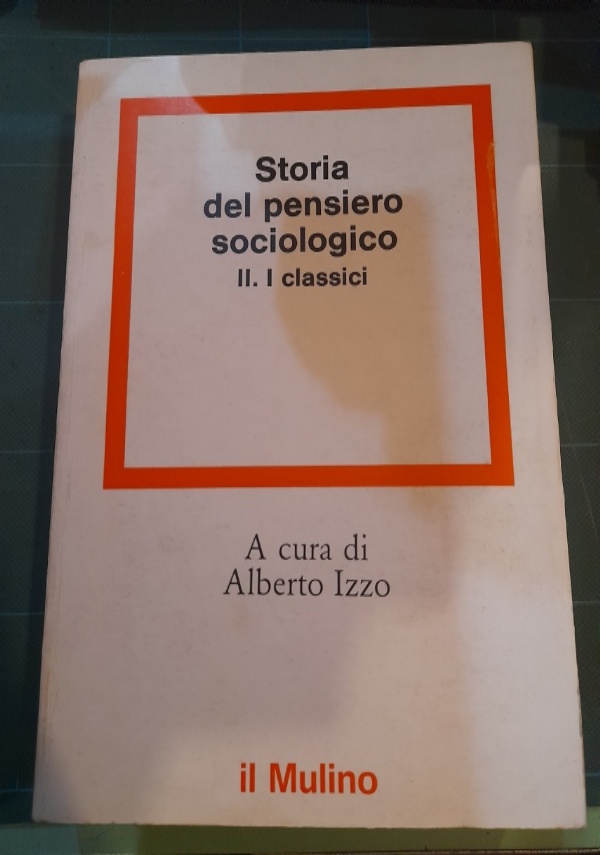 Storia
del pensiero
sociologico
II. I classici
A cura di
Alberto Izzo
il Mulino